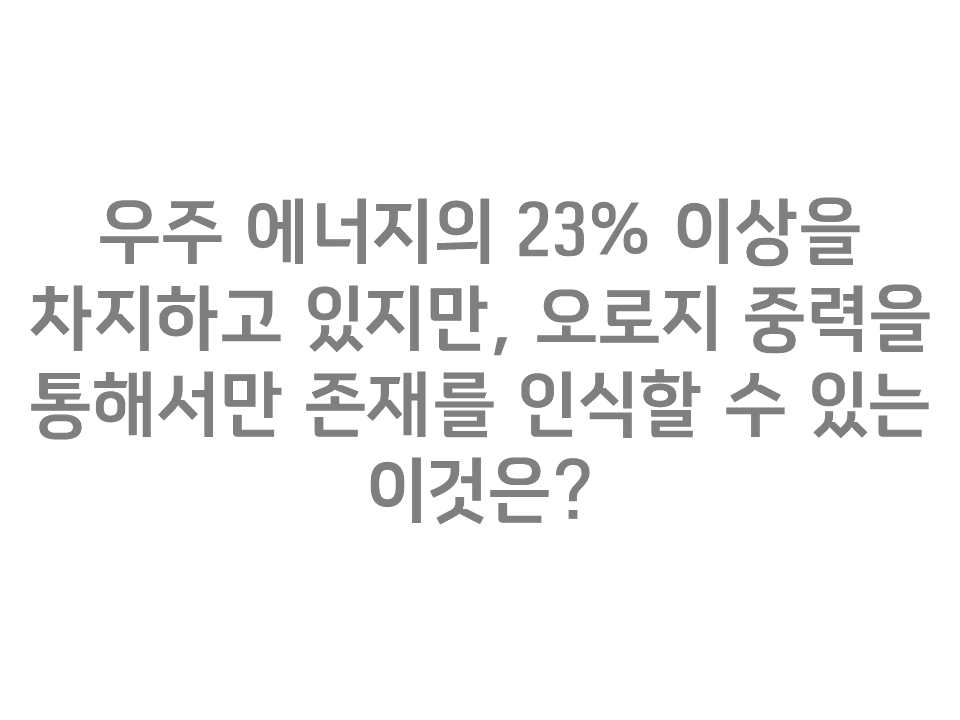 우주 에너지의 23% 이상을
차지하고 있지만, 오로지 중력을
통해서만 존재를 인식할 수 있는
이것은?